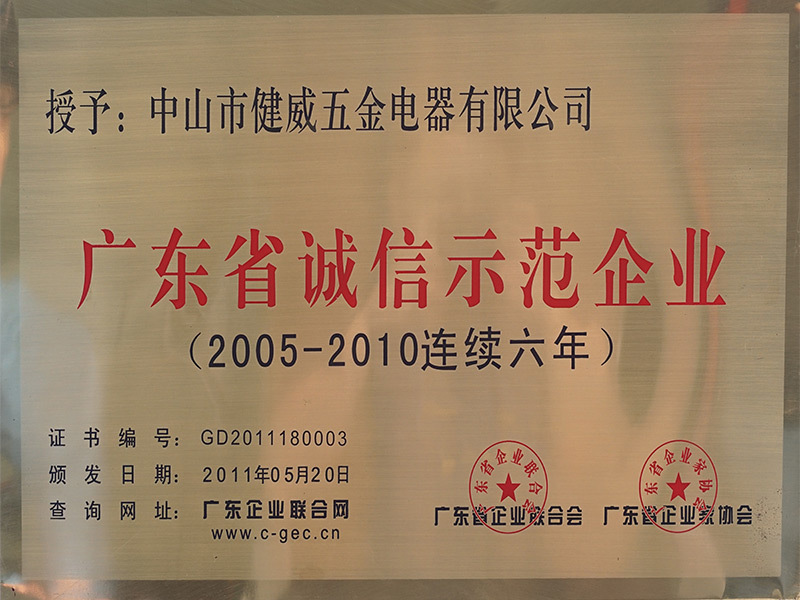 授予：中山市健威五金电器有限公司
广东省诚信示范企业
（2005-2010连续六年）
证书编号：GD2011180003
颁发日期：2011年05月20日
查询网址：广东企业联合网
www.c-gec.cn
广东省企业联合会
广东省企业联合会
广东省企业家协会
广东省企业家协会